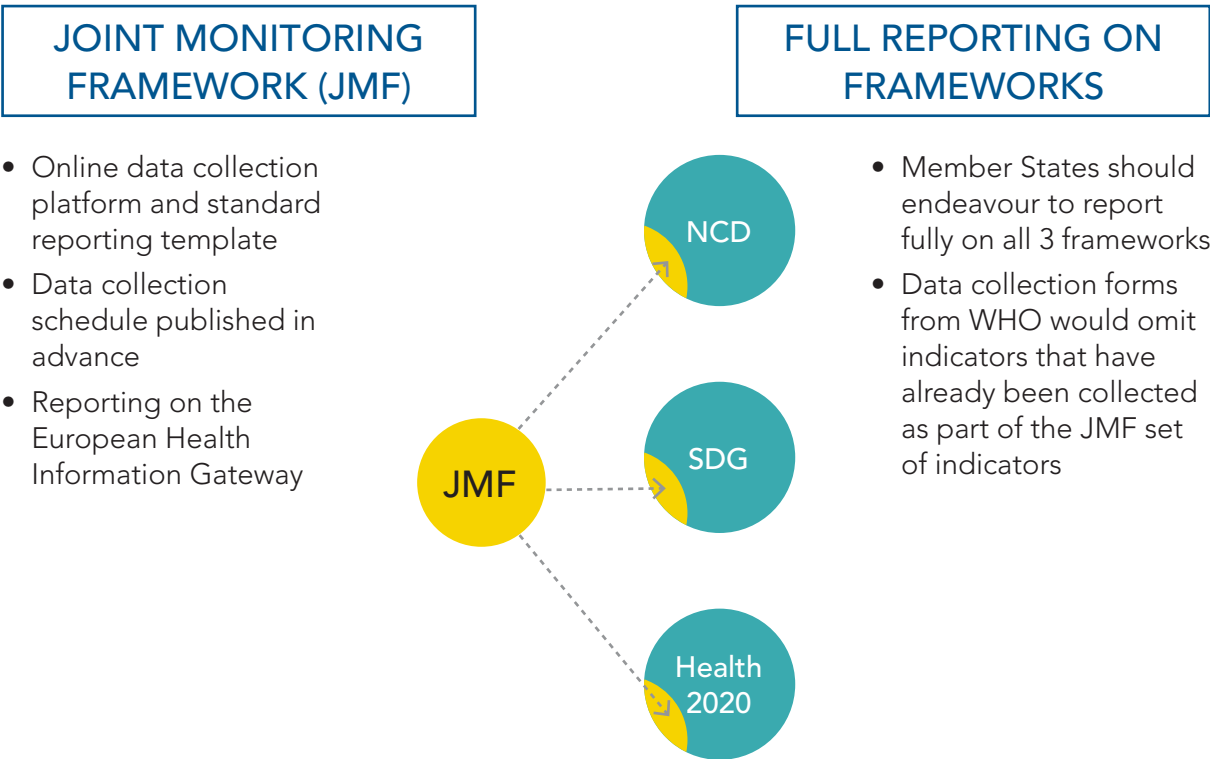 JOINT MONITORING
FRAMEWORK (JMF)
• Online data collection
platform and standard
reporting template
• Data collection
schedule published in
advance
• Reporting on the
European Health
Information Gateway
JMF
NCD
SDG
Health
2020
FULL REPORTING ON
FRAMEWORKS
• Member States should
endeavour to report
fully on all 3 frameworks
• Data collection forms
from WHO would omit
indicators that have
already been collected
as part of the JMF set
of indicators